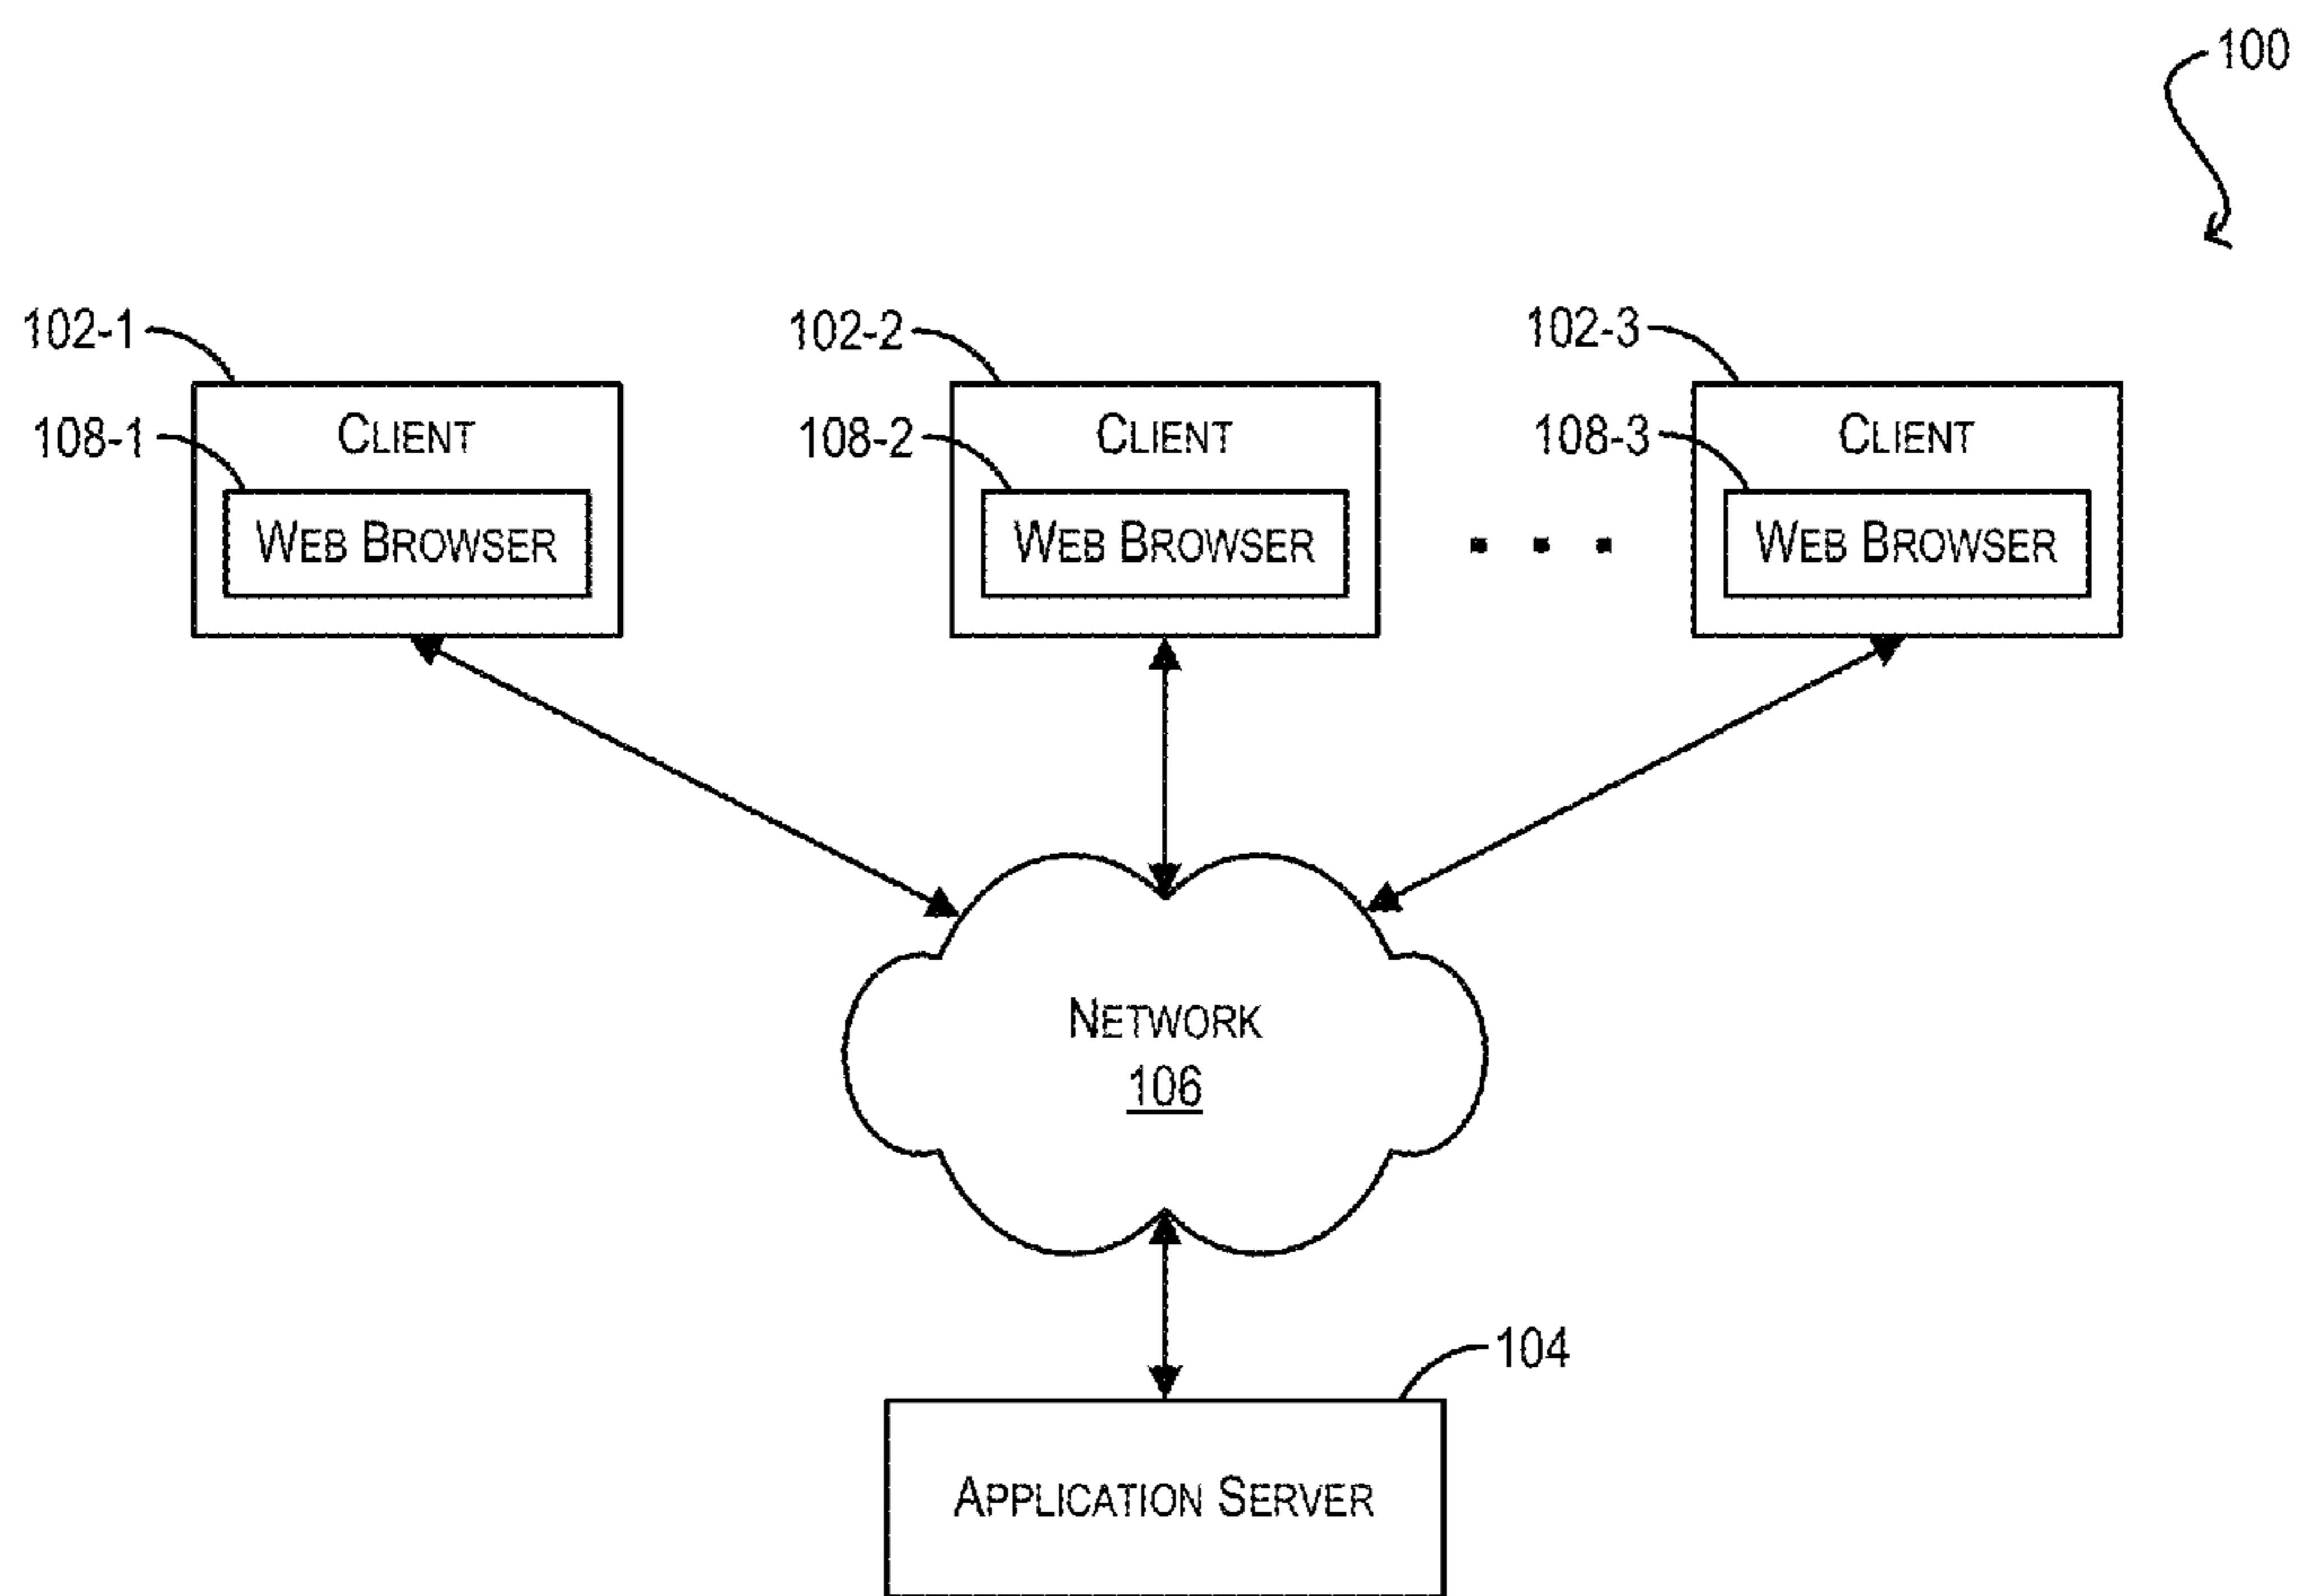 100
102-1
102-2
102-3
108-1
CLIENT
108-2
CLIENT
108-3
CLIENT
WEB BROWSER
WEB BROWSER
WEB BROWSER
NETWORK
106
104
APPLICATION SERVER